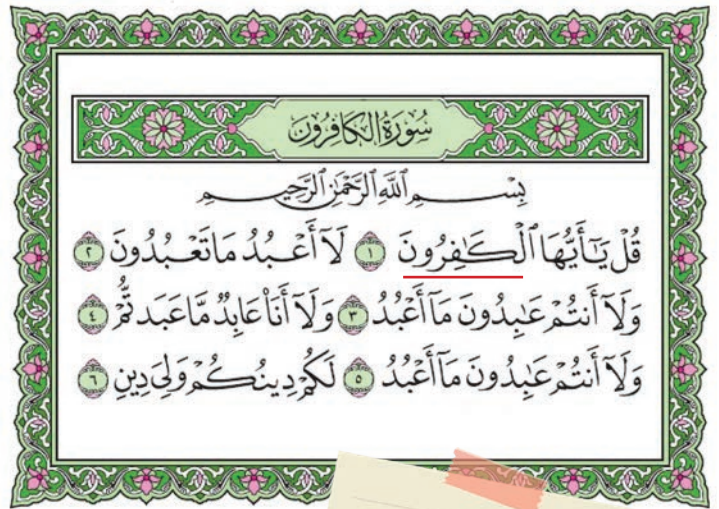 سُورَةُ الْكَافِرُونَ
بِسْمِ ٱللَّهِ ٱلرَّحْمَٰنِ ٱلرَّحِيمِ
قُلْ يَٰٓأَيُّهَا ٱلْكَٰفِرُونَ ١ لَآ أَعْبُدُ مَا تَعْبُدُونَ ٢
وَلَآ أَنتُمْ عَٰبِدُونَ مَآ أَعْبُدُ ٣ وَلَآ أَنَا۠ عَابِدٌ مَّا عَبَدتُّمْ ٤
وَلَآ أَنتُمْ عَٰبِدُونَ مَآ أَعْبُدُ ٥ لَكُمْ دِينُكُمْ وَلِيَ دِينِ ٦